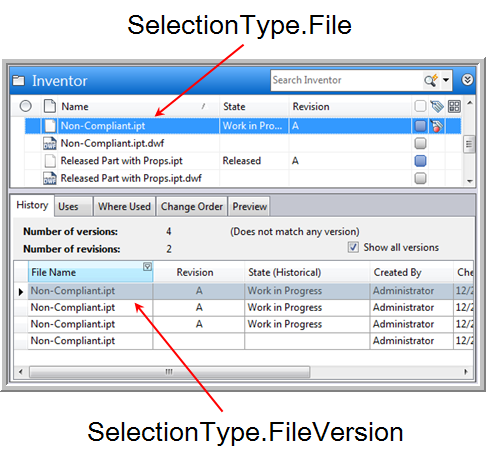 SelectionType.File
Inventor
Search Inventor
Name / State Revision
Non-Compliant.ipt Work in Pro... A
Non-Compliant.ipt.dwf
Released Part with Props.ipt Released A
Released Part with Props.ipt.dwf
History Uses Where Used Change Order Preview
Number of versions: 4 (Does not match any version)
Number of revisions: 2 Show all versions
File Name Revision State (Historical) Created By Che
Non-Compliant.ipt A Work in Progress Administrator 12/2
Non-Compliant.ipt A Work in Progress Administrator 12/2
Non-Compliant.ipt A Work in Progress Administrator 12/2
Non-Compliant.ipt Administrator 12/2
SelectionType.FileVersion